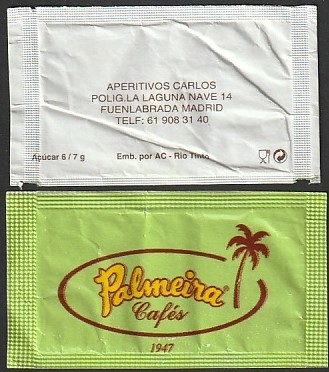 APERITIVOS CARLOS
POLIG.LA LAGUNA NAVE 14
FUENLABRADA MADRID
TELF: 61 908 31 40
Açúcar 6 / 7 g Emb. por AC - Rio Tinto
Palmeira®
Cafés
1947